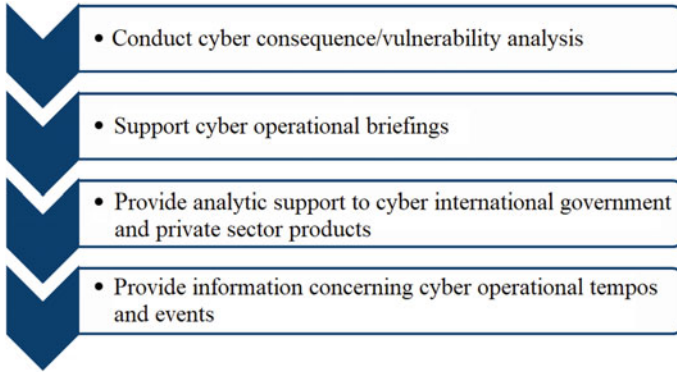 • Conduct cyber consequence/vulnerability analysis
• Support cyber operational briefings
• Provide analytic support to cyber international government
and private sector products
• Provide information concerning cyber operational tempos
and events